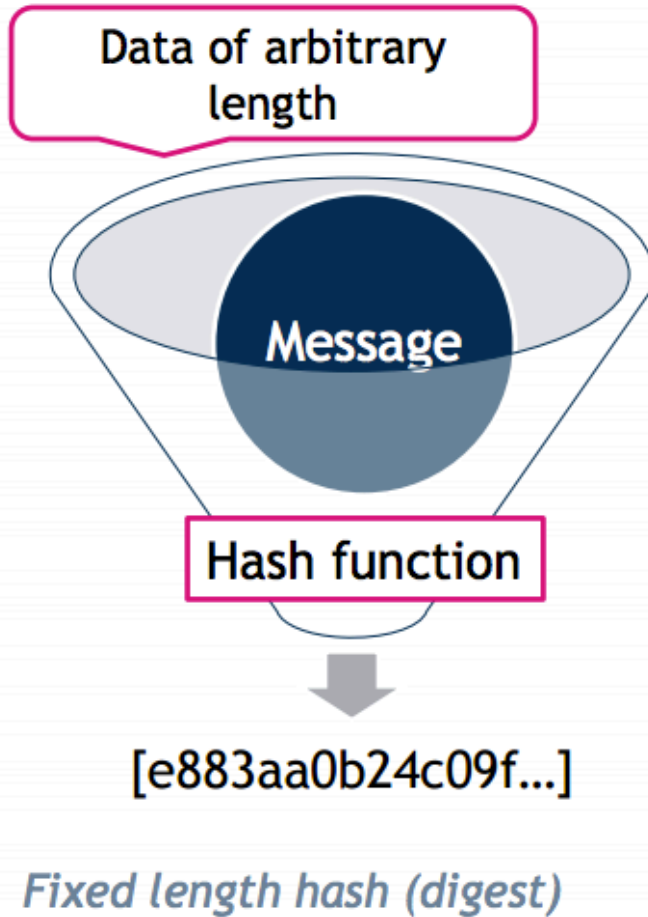 Data of arbitrary
length
Message
Hash function
[e883aa0b24c09f...]
Fixed length hash (digest)